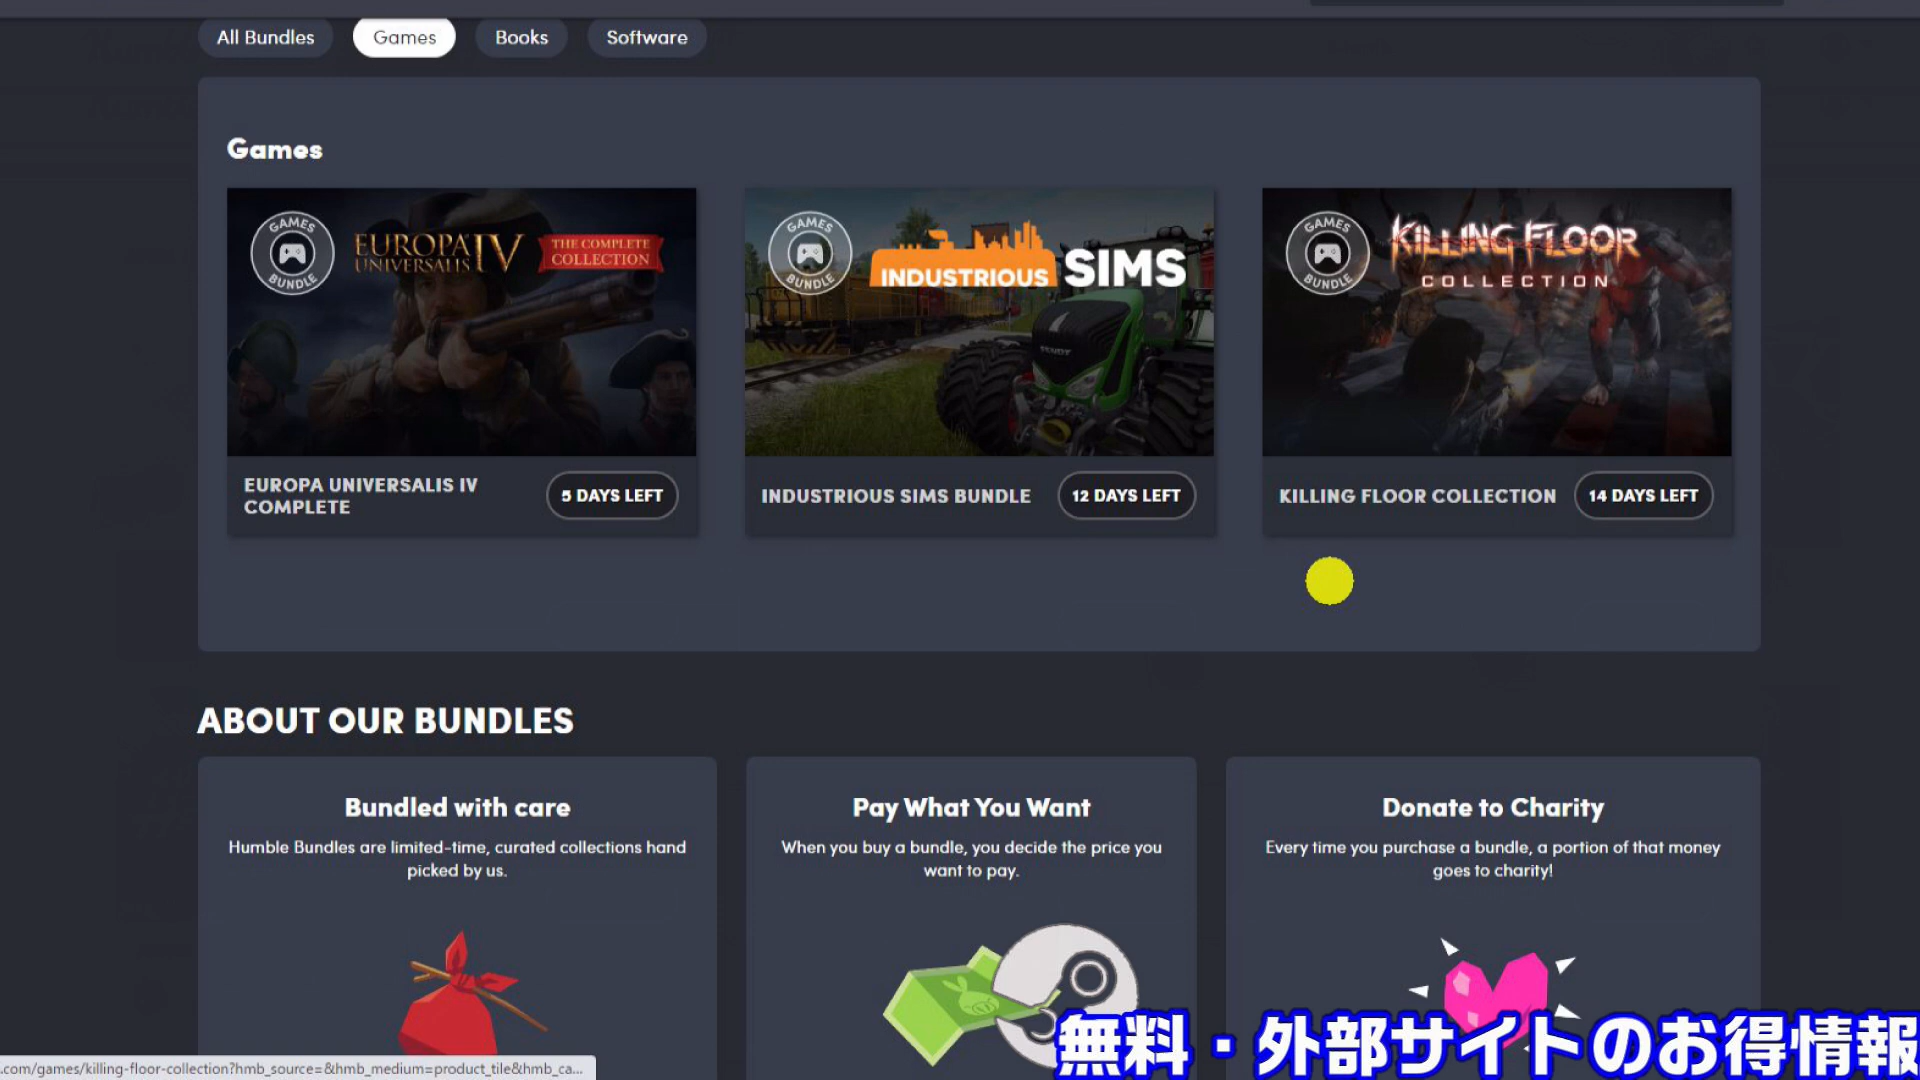 All Bundles
Games
Books
Software
Games
GAMES
BUNDLE
EUROPA
UNIVERSALIS IV
THE COMPLETE
COLLECTION
GAMES
BUNDLE
INDUSTRIOUS SIMS
FENDT
GAMES
BUNDLE
KILLING FLOOR
COLLECTION
EUROPA UNIVERSALIS IV
COMPLETE
5 DAYS LEFT
INDUSTRIOUS SIMS BUNDLE
12 DAYS LEFT
KILLING FLOOR COLLECTION
14 DAYS LEFT
ABOUT OUR BUNDLES
Bundled with care
Humble Bundles are limited-time, curated collections hand
picked by us.
Pay What You Want
When you buy a bundle, you decide the price you
want to pay.
Donate to Charity
Every time you purchase a bundle, a portion of that money
goes to charity!
無料・外部サイトのお得情報
.com/games/killing-floor-collection?hmb_source=&hmb_medium=product_tile&hmb_ca...